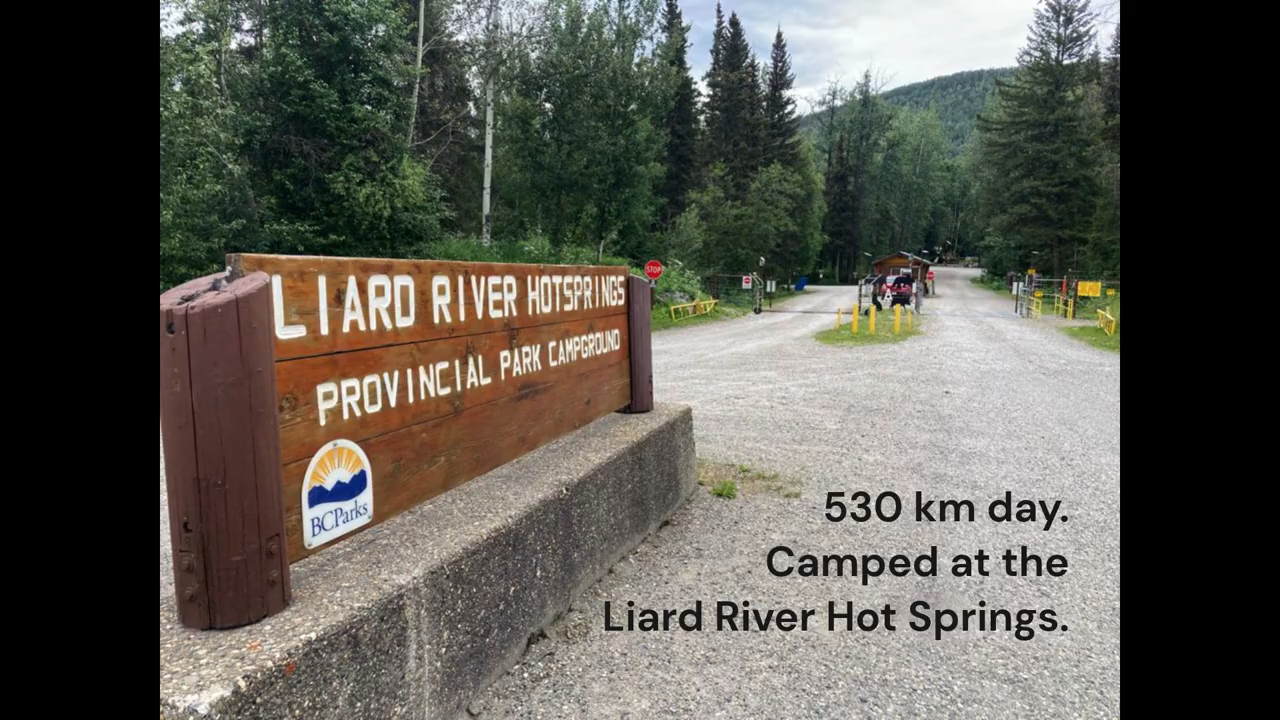 LIARD RIVER HOTSPRINGS
PROVINCIAL PARK CAMPGROUND
BCParks
STOP
530 km day.
Camped at the
Liard River Hot Springs.